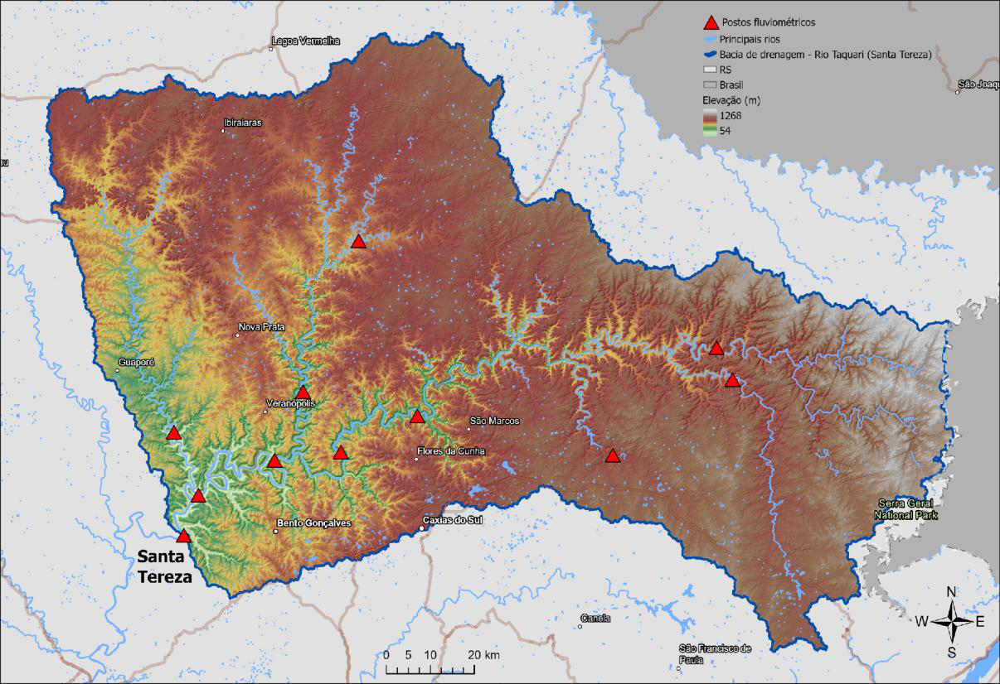 Lagoa Vermelha
Postos fluviométricos
Principais rios
Bacia de drenagem - Rio Taquari (Santa Tereza)
RS
Brasil
Elevação (m)
1268
54
São Joaqu
Ibiraiaras
au
Nova Prata
Guaporé
Veranópolis
São Marcos
Flores da Cunha
Serra Geral
National Park
Bento Gonçalves
Caxias do Sul
Santa
Tereza
N
W
E
S
Canela
São Francisco de
Paula
0 5 10 20 km